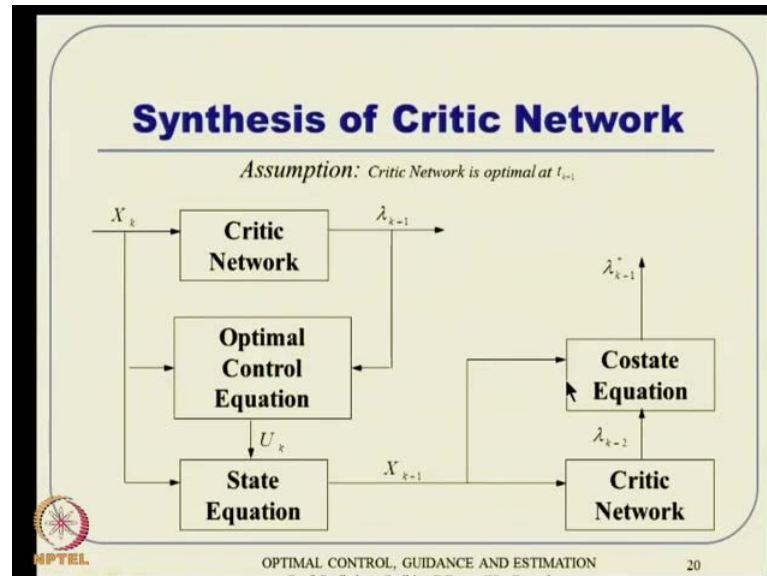 Synthesis of Critic Network
Assumption: Critic Network is optimal at t_{k-1}
X_k
Critic
Network
λ_{k-1}
Optimal
Control
Equation
U_k
State
Equation
X_{k-1}
λ*_{k-1}
Costate
Equation
λ_{k-2}
Critic
Network
NPTEL
OPTIMAL CONTROL, GUIDANCE AND ESTIMATION
20